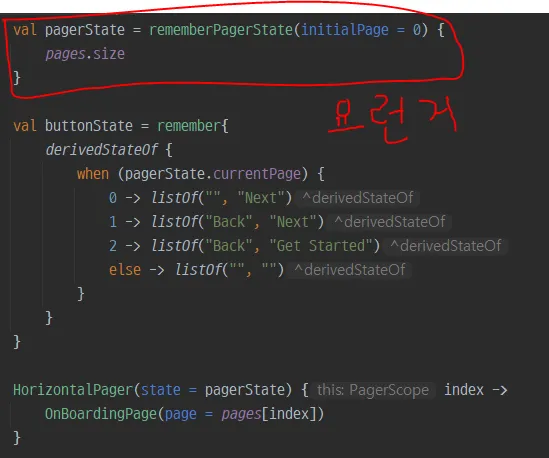 val pagerState = rememberPagerState(initialPage = 0) {
pages.size
}
요런거
val buttonState = remember{
derivedStateOf {
when (pagerState.currentPage) {
0 -> listOf("", "Next") ^derivedStateOf
1 -> listOf("Back", "Next") ^derivedStateOf
2 -> listOf("Back", "Get Started") ^derivedStateOf
else -> listOf("", "") ^derivedStateOf
}
}
}
HorizontalPager(state = pagerState) { this: PagerScope index ->
OnBoardingPage(page = pages[index])
}